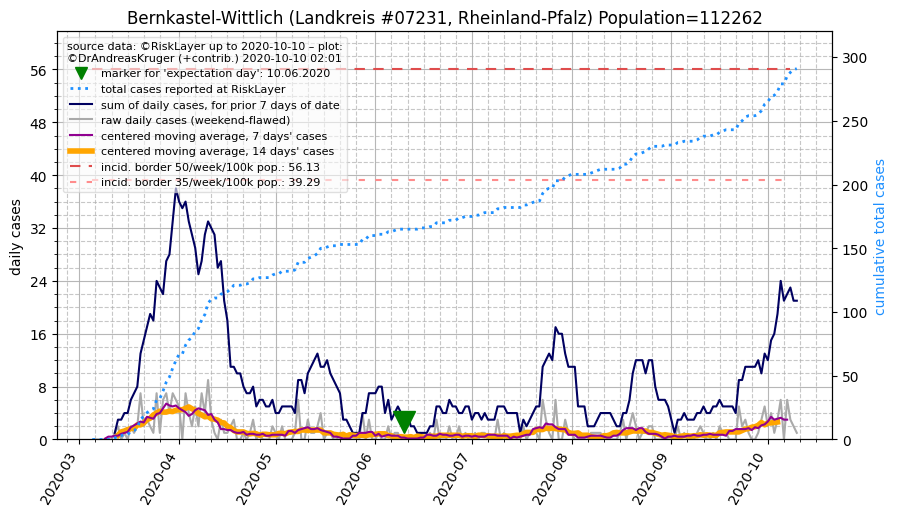 Bernkastel-Wittlich (Landkreis #07231, Rheinland-Pfalz) Population=112262
source data: ©RiskLayer up to 2020-10-10 – plot:
©DrAndreasKruger (+contrib.) 2020-10-10 02:01
marker for 'expectation day': 10.06.2020
total cases reported at RiskLayer
sum of daily cases, for prior 7 days of date
raw daily cases (weekend-flawed)
centered moving average, 7 days' cases
centered moving average, 14 days' cases
incid. border 50/week/100k pop.: 56.13
incid. border 35/week/100k pop.: 39.29
daily cases
56
48
40
32
24
16
8
0
300
250
200
150
100
50
0
cumulative total cases
2020-03
2020-04
2020-05
2020-06
2020-07
2020-08
2020-09
2020-10